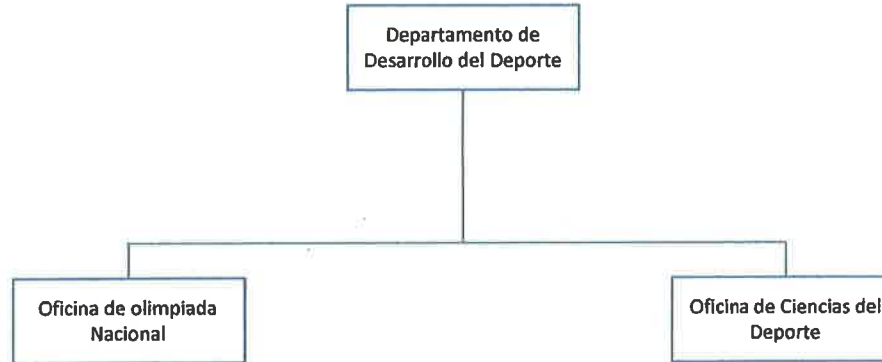 Departamento de
Desarrollo del Deporte
Oficina de olimpiada
Nacional
Oficina de Ciencias del
Deporte